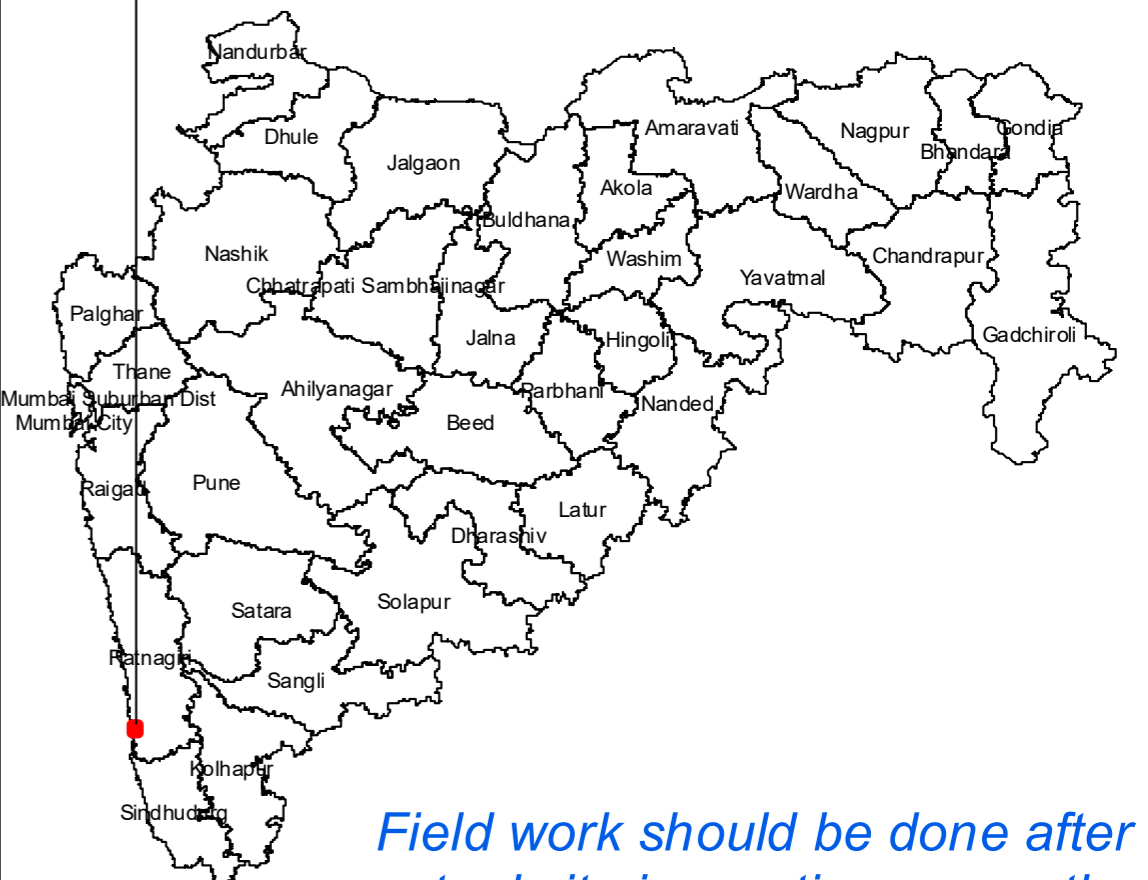 Nandurbar
Dhule
Jalgaon
Amaravati
Nagpur
Gondia
Bhandara
Akola
Wardha
Buldhana
Nashik
Washim
Chandrapur
Yavatmal
Chhatrapati Sambhajinagar
Palghar
Jalna
Hingoli
Gadchiroli
Thane
Ahilyanagar
Parbhani
Mumbai Suburban Dist
Nanded
Mumbai City
Beed
Raigad
Pune
Latur
Dharashiv
Satara
Solapur
Ratnagiri
Sangli
Kolhapur
Sindhudurg
Field work should be done after